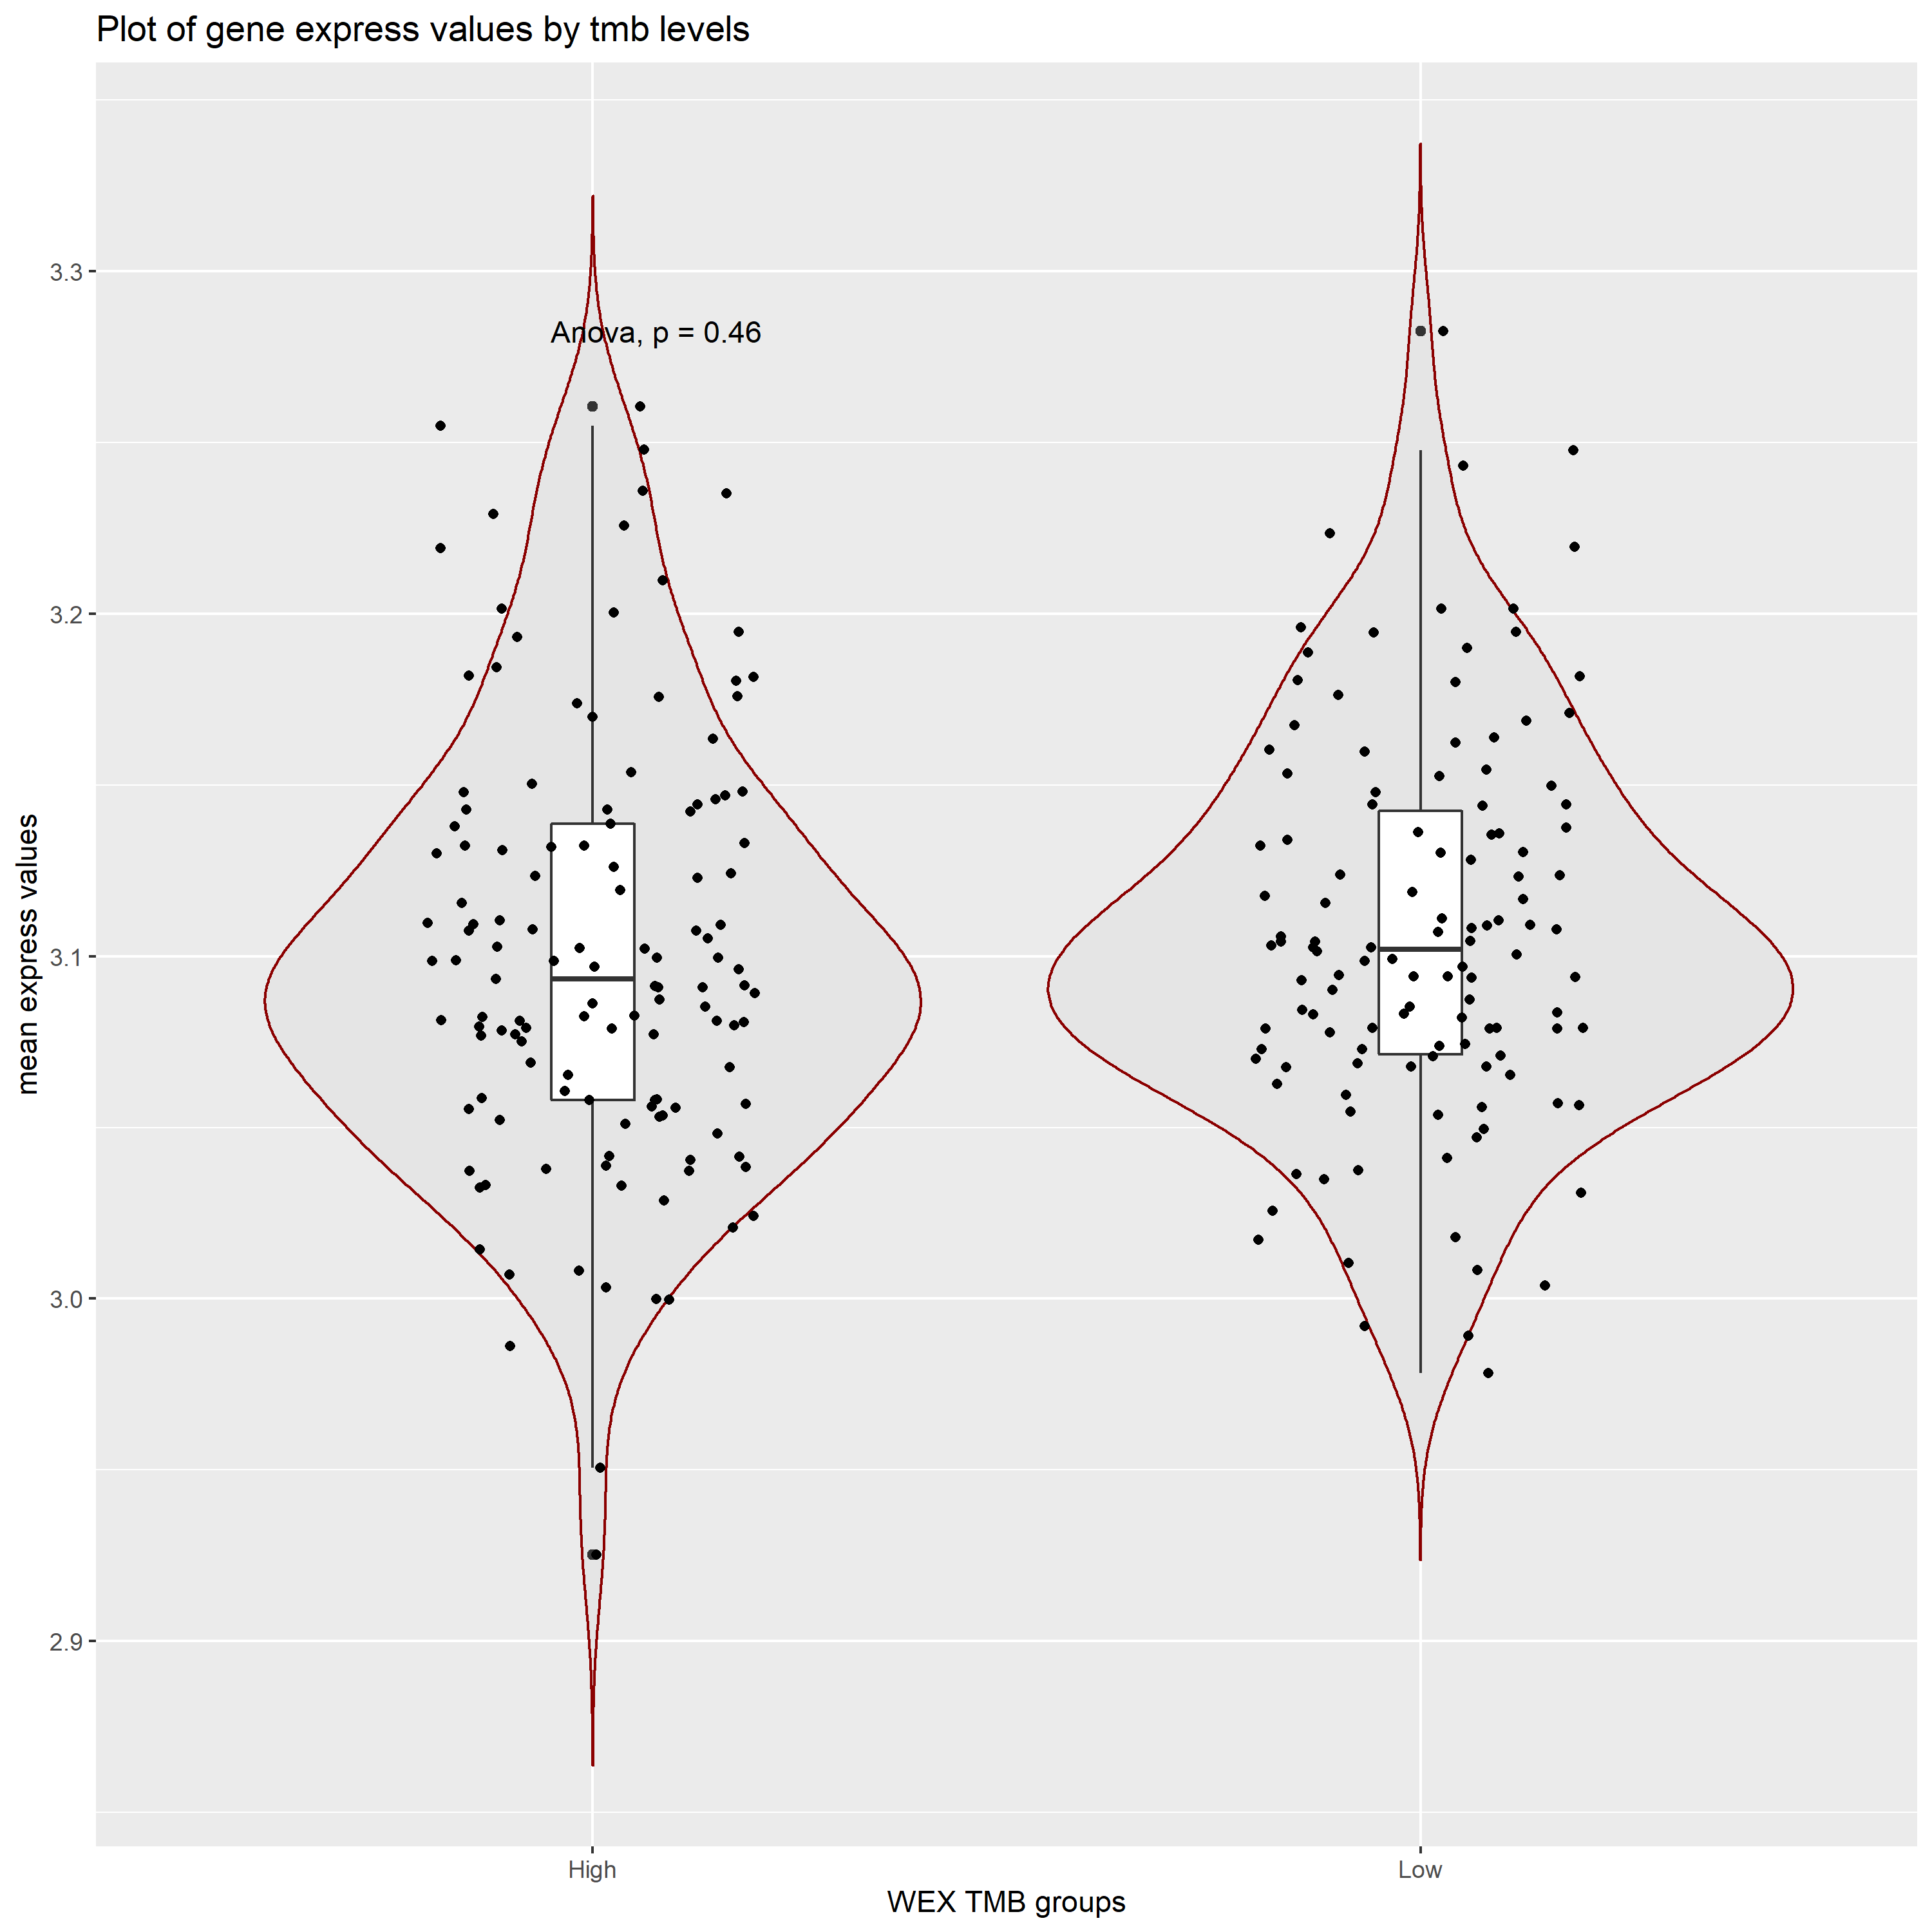 Plot of gene express values by tmb levels
mean express values
3.3
3.2
3.1
3.0
2.9
Anova, p = 0.46
High
Low
WEX TMB groups